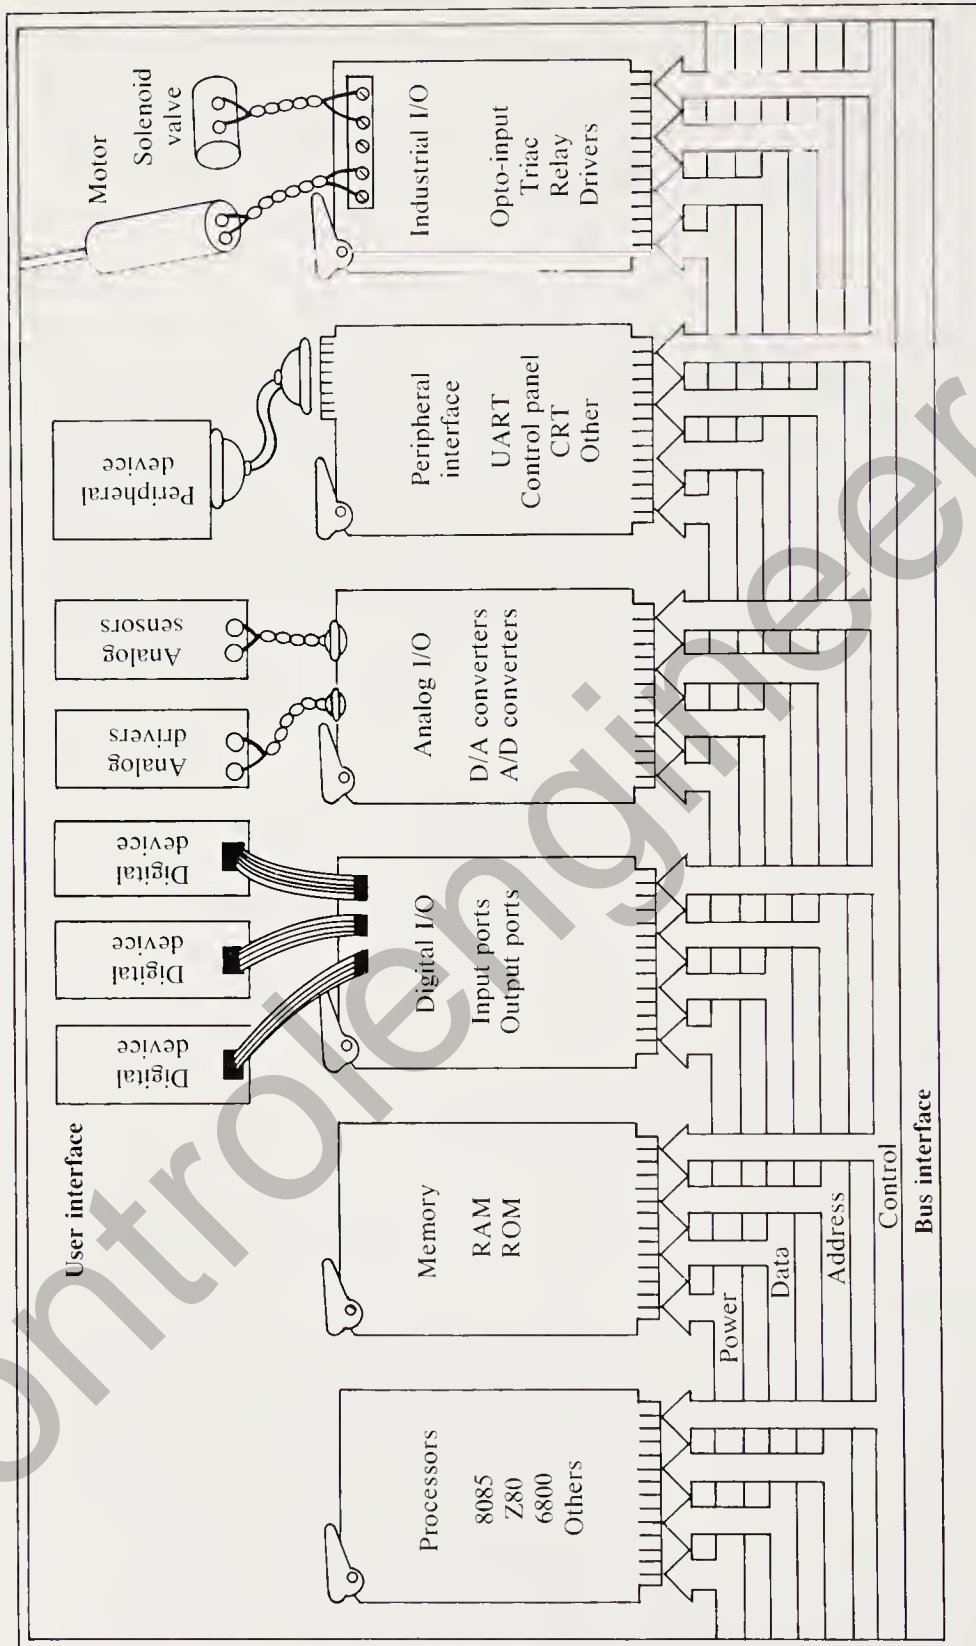 User interface
Digital
device
Digital
device
Digital
device
Analog
drivers
Analog
sensors
Peripheral
device
Motor
Solenoid
valve
Processors
8085
Z80
6800
Others
Memory
RAM
ROM
Digital I/O
Input ports
Output ports
Analog I/O
D/A converters
A/D converters
Peripheral
interface
UART
Control panel
CRT
Other
Industrial I/O
Opto-input
Triac
Relay
Drivers
Power
Data
Address
Control
Bus interface
ontrolengineer